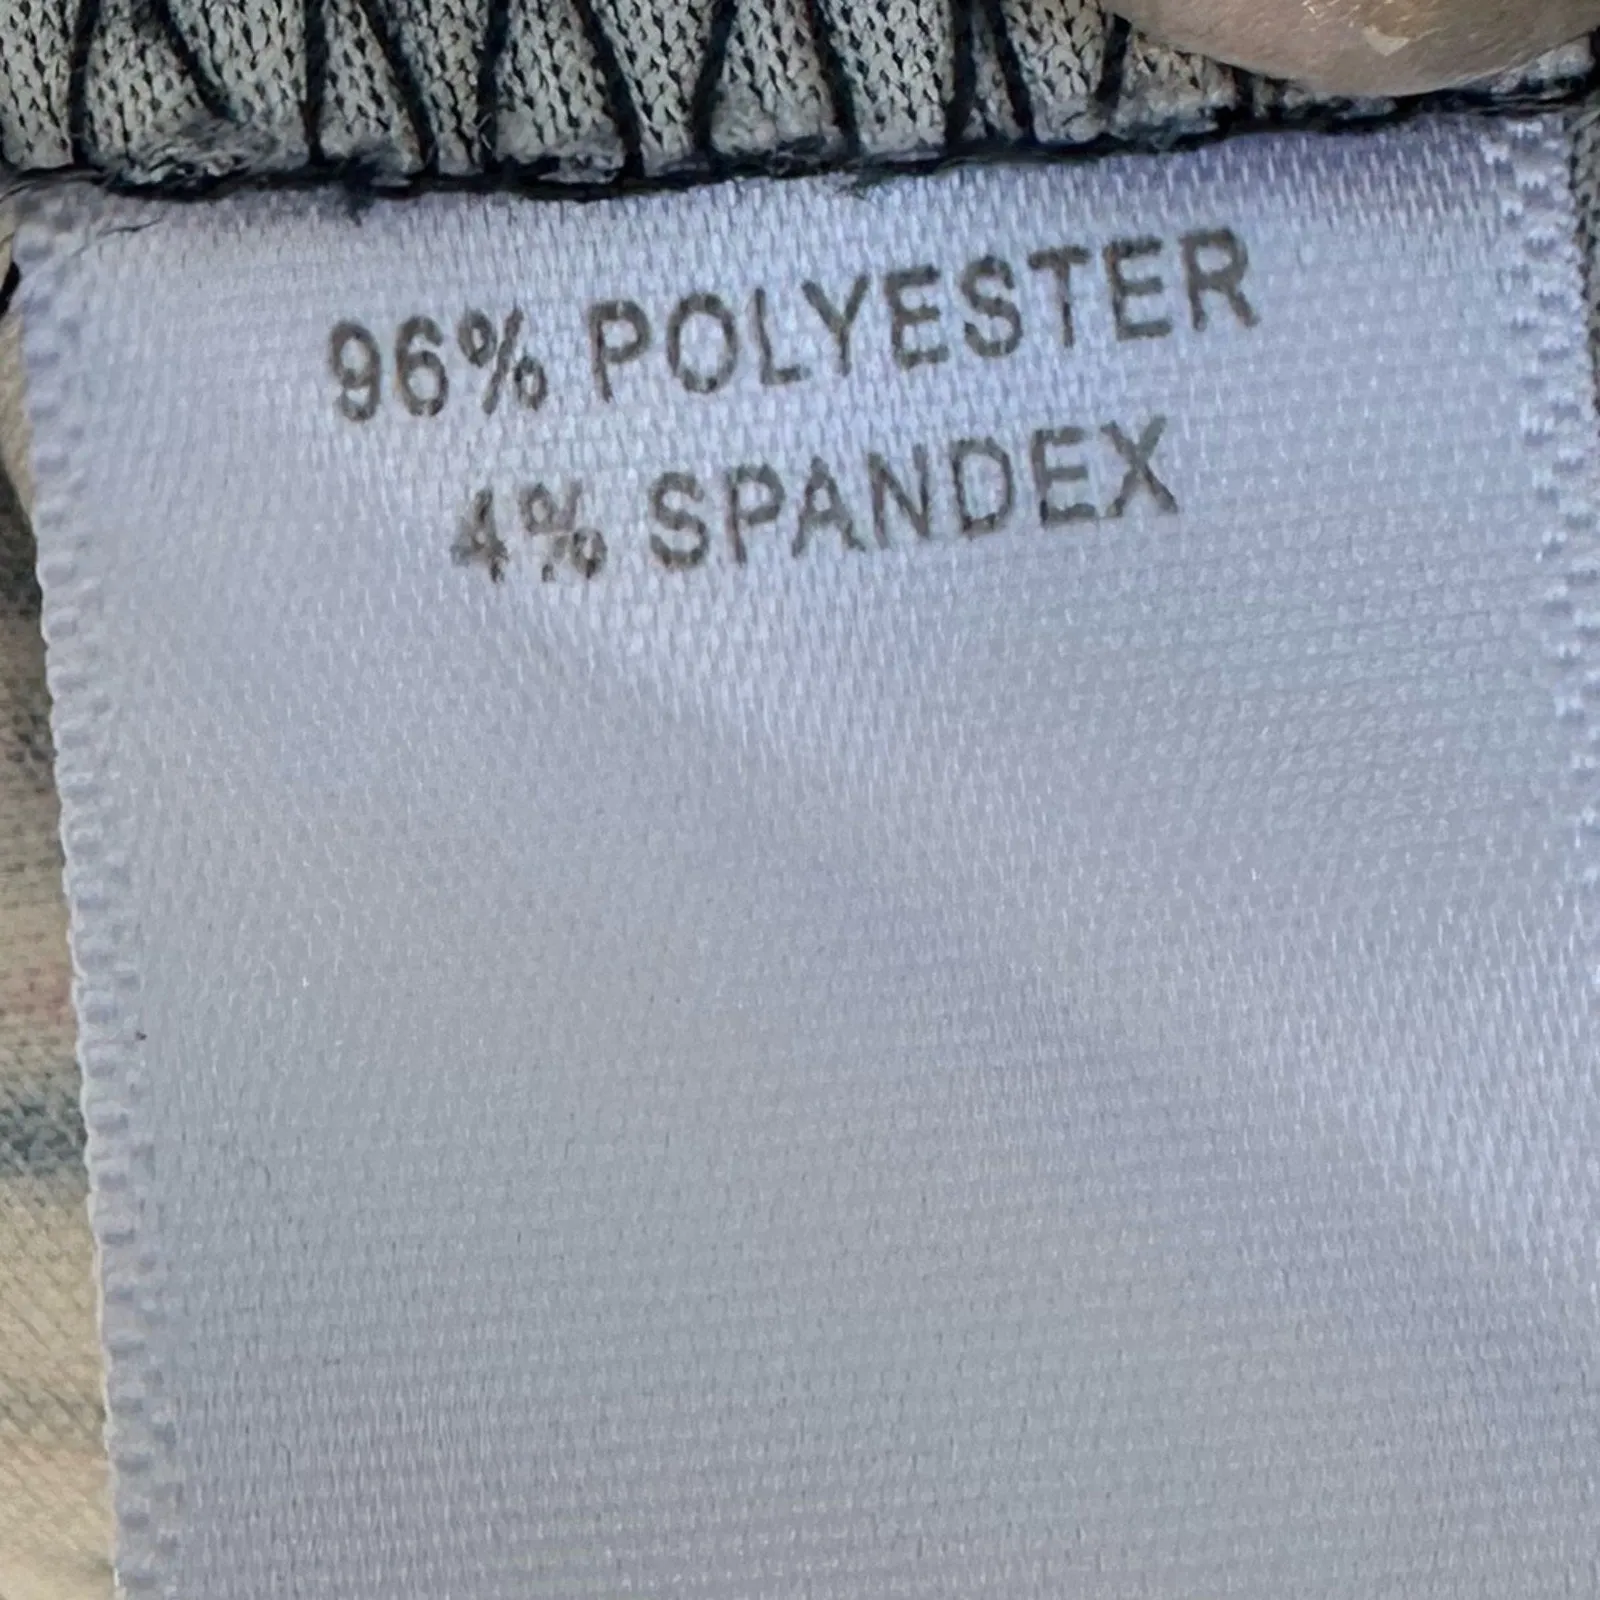 96% POLYESTER
4% SPANDEX